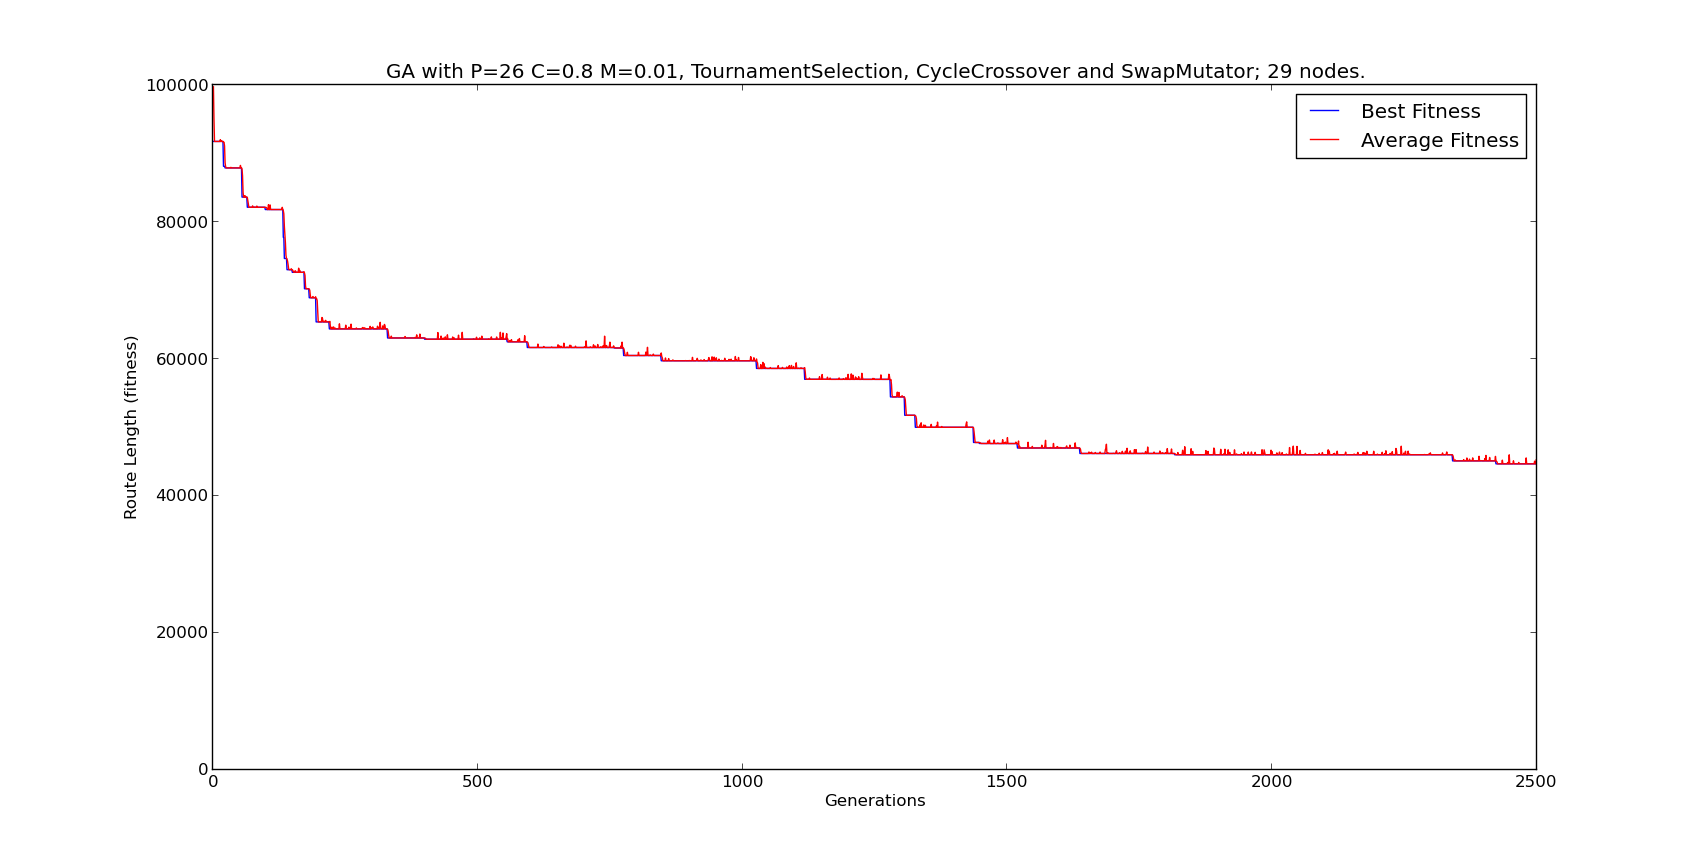 GA with P=26 C=0.8 M=0.01, TournamentSelection, CycleCrossover and SwapMutator; 29 nodes.
100000
80000
60000
40000
20000
0
Route Length (fitness)
Best Fitness
Average Fitness
0 500 1000 1500 2000 2500
Generations